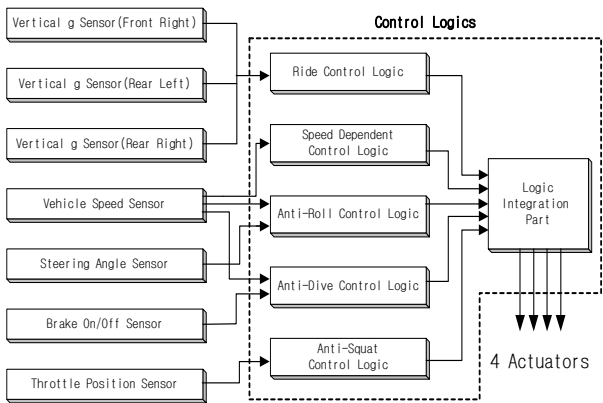 Control Logics
Vertical g Sensor(Front Right)
Vertical g Sensor(Rear Left)
Vertical g Sensor(Rear Right)
Vehicle Speed Sensor
Steering Angle Sensor
Brake On/Off Sensor
Throttle Position Sensor
Ride Control Logic
Speed Dependent
Control Logic
Anti-Roll Control Logic
Anti-Dive Control Logic
Anti-Squat
Control Logic
Logic
Integration
Part
4 Actuators